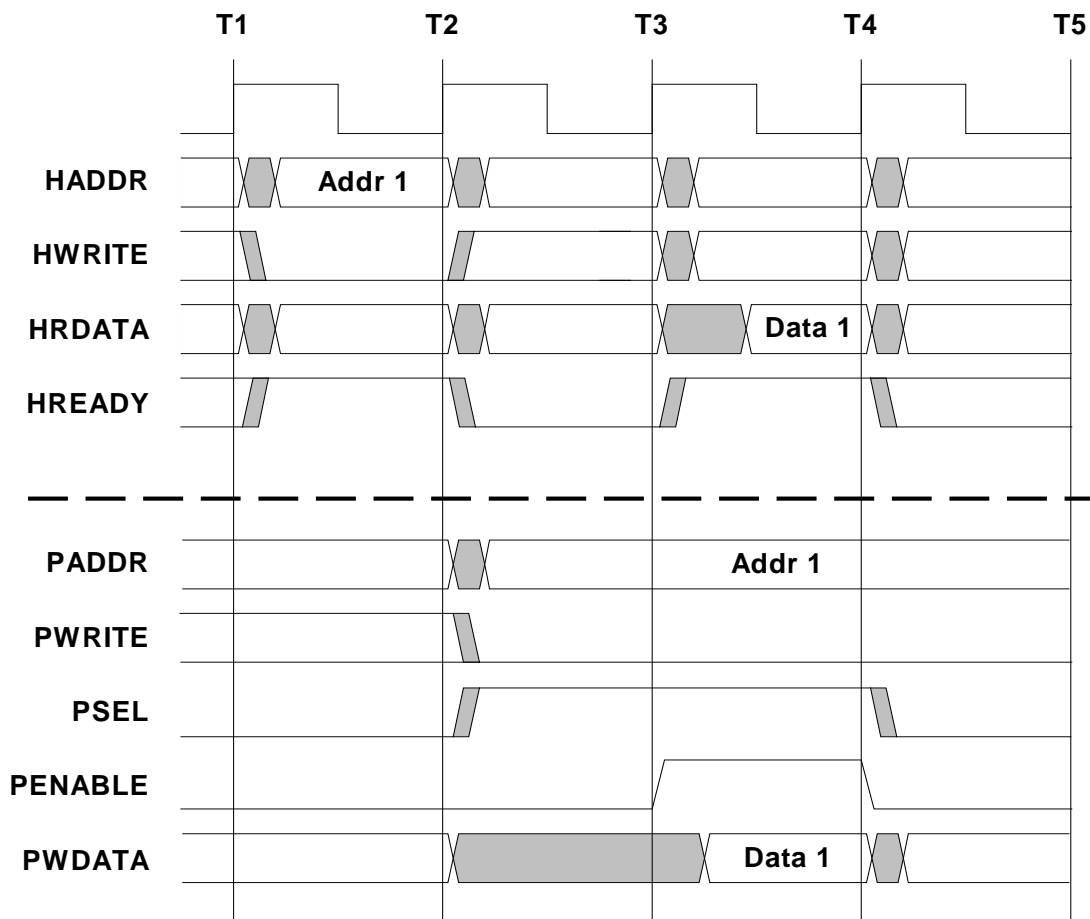 T1 T2 T3 T4 T5
HADDR Addr 1
HWRITE
HRDATA Data 1
HREADY
PADDR Addr 1
PWRITE
PSEL
PENABLE
PWDATA Data 1